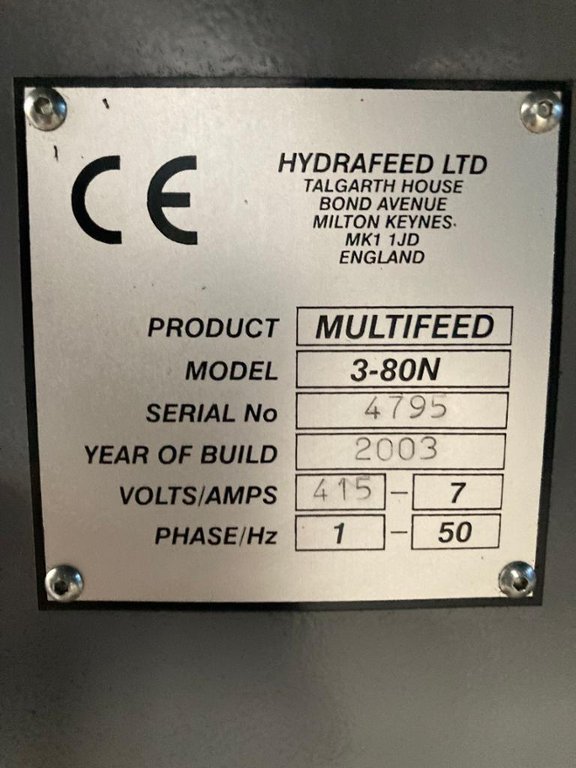 CE
HYDRAFEED LTD
TALGARTH HOUSE
BOND AVENUE
MILTON KEYNES.
MK1 1JD
ENGLAND
PRODUCT MULTIFEED
MODEL 3-80N
SERIAL No 4795
YEAR OF BUILD 2003
VOLTS/AMPS 415 - 7
PHASE/Hz 1 - 50